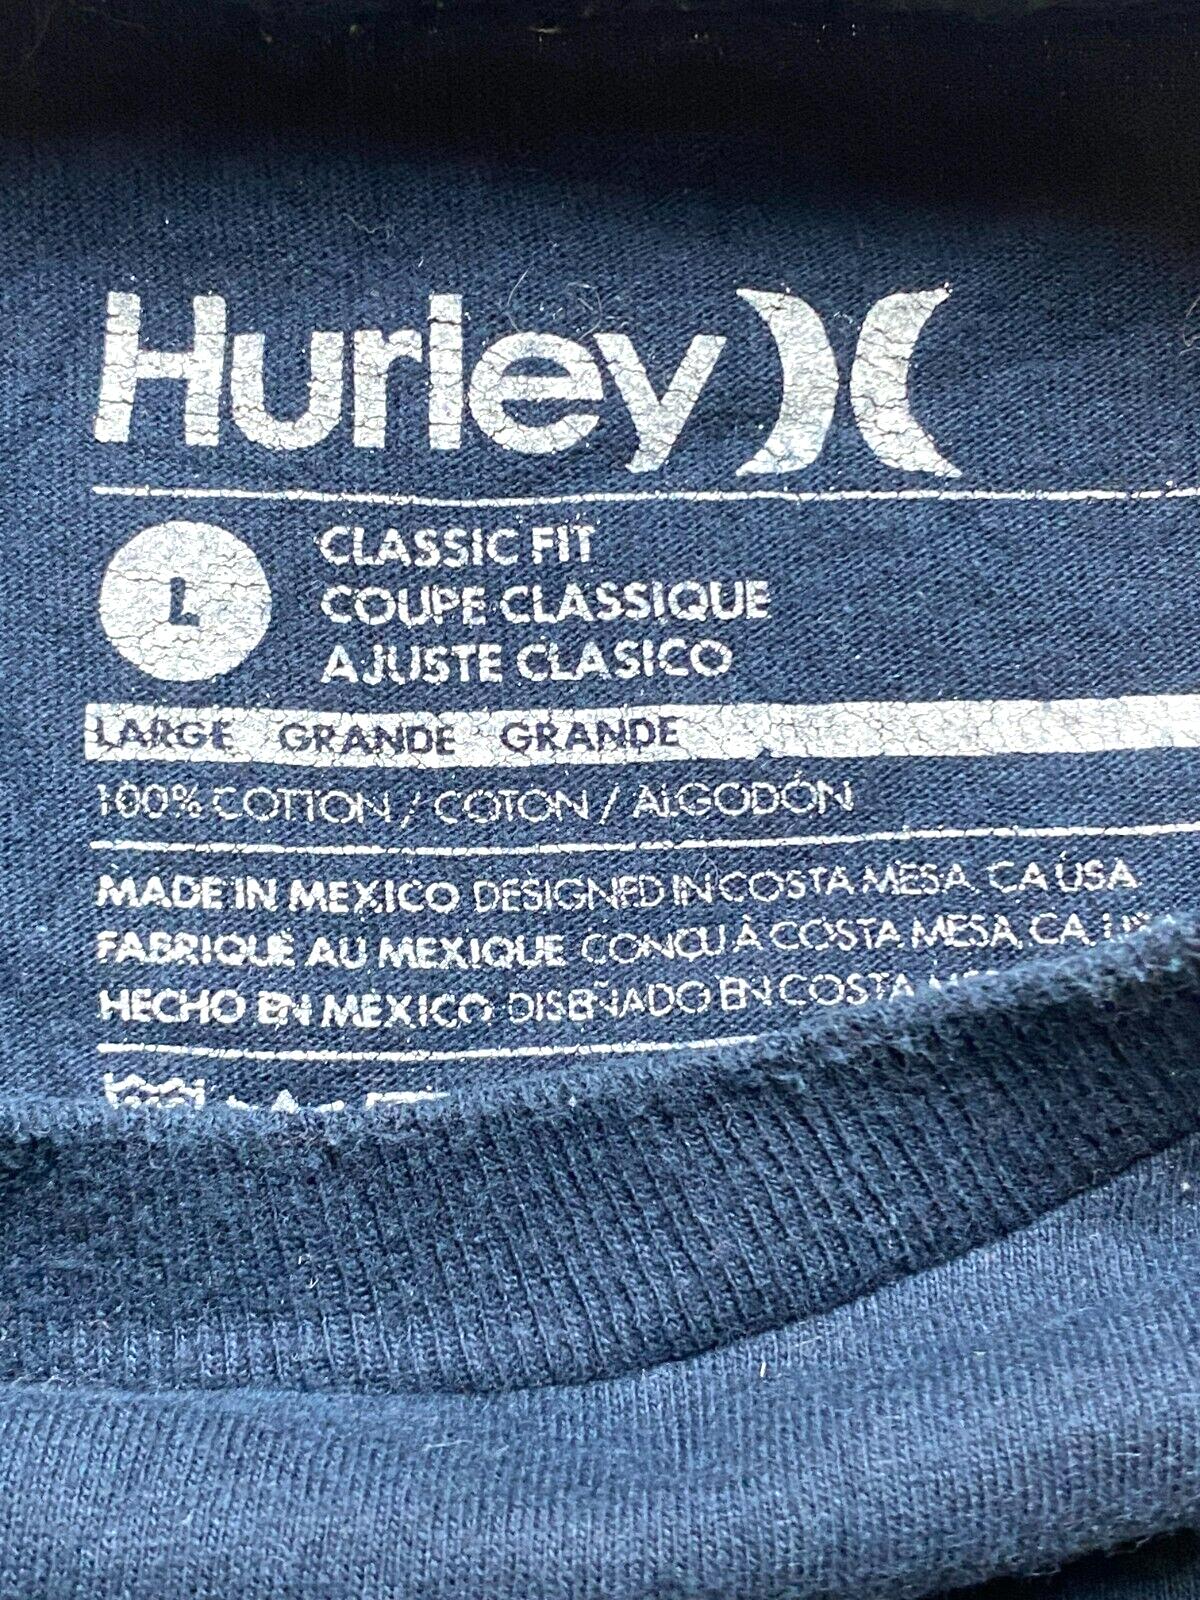 Hurley
L
CLASSIC FIT
COUPE CLASSIQUE
AJUSTE CLASICO
LARGE GRANDE GRANDE
100% COTTON / COTON / ALGODÓN
MADE IN MEXICO DESIGNED IN COSTA MESA, CA USA
FABRIQUÉ AU MEXIQUE CONÇU À COSTA MESA, CA,
HECHO EN MÉXICO DISEÑADO EN COSTA